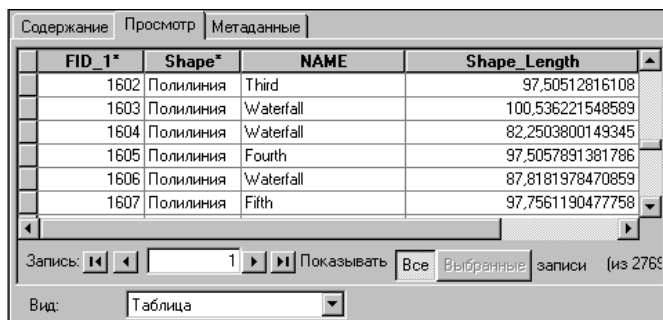 Содержание Просмотр Метаданные
FID_1* Shape* NAME Shape_Length
1602 Полилиния Third 97,50512816108
1603 Полилиния Waterfall 100,536221548589
1604 Полилиния Waterfall 82,2503800149345
1605 Полилиния Fourth 97,5057891381786
1606 Полилиния Waterfall 87,8181978470859
1607 Полилиния Fifth 97,7561190477758
Запись: 1 Показывать Все Выбранные записи (из 2769
Вид: Таблица